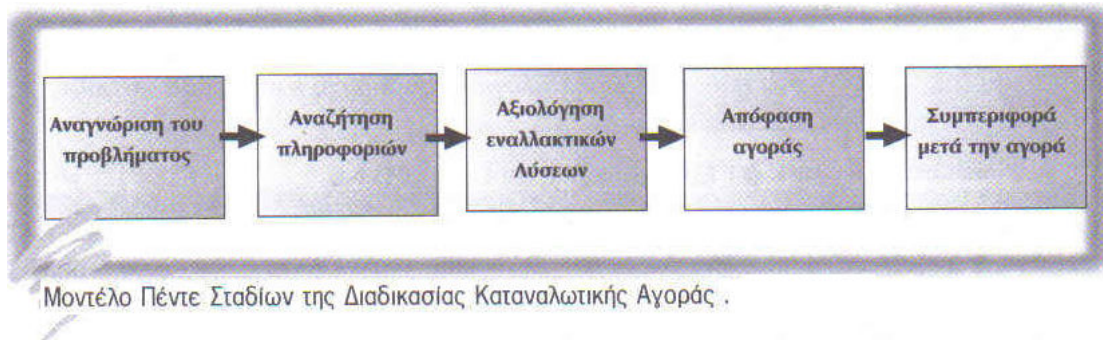 Αναγνώριση του
προβλήματος
Αναζήτηση
πληροφοριών
Αξιολόγηση
εναλλακτικών
Λύσεων
Απόφαση
αγοράς
Συμπεριφορά
μετά την αγορά
Μοντέλο Πέντε Σταδίων της Διαδικασίας Καταναλωτικής Αγοράς .